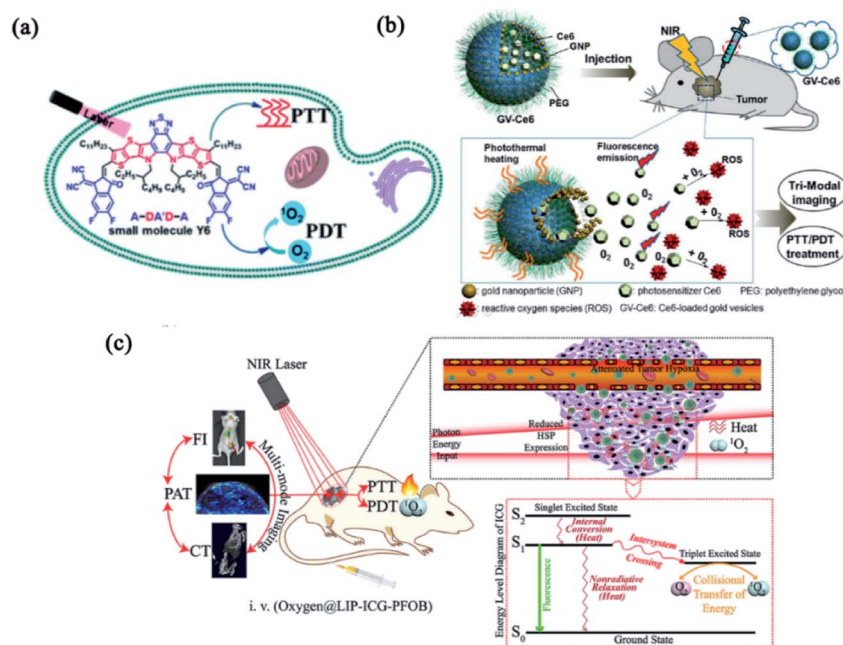 (a)
Laser
PTT
C11H23
C11H23
C2H5
C2H5
C4H9
C4H9
NC
CN
CN
O
O
F
F
A–DA'D–A
small molecule Y6
1O2
O2
PDT
(b)
Ce6
GNP
PEG
GV-Ce6
Injection
NIR
Tumor
GV-Ce6
Photothermal
heating
Fluorescence
emission
O2
+ O2
ROS
+ O2
ROS
+ O2
ROS
Tri-Modal
imaging
PTT/PDT
treatment
: gold nanoparticle (GNP) : photosensitizer Ce6 PEG: polyethylene glyco
: reactive oxygen species (ROS) GV-Ce6: Ce6-loaded gold vesicles
(c)
NIR Laser
FI
PAT
CT
Multi-mode Imaging
PTT
PDT
i. v. (Oxygen@LIP-ICG-PFOB)
Attenuated Tumor Hypoxia
Photon
Energy
Input
Reduced
HSP
Expression
Heat
1O2
Energy Level Diagram of ICG
S2
Singlet Excited State
Internal
Conversion
(Heat)
S1
Intersystem
Crossing
Triplet Excited State
Fluorescence
Nonradiative
Relaxation
(Heat)
Collisional
Transfer of
Energy
S0
Ground State